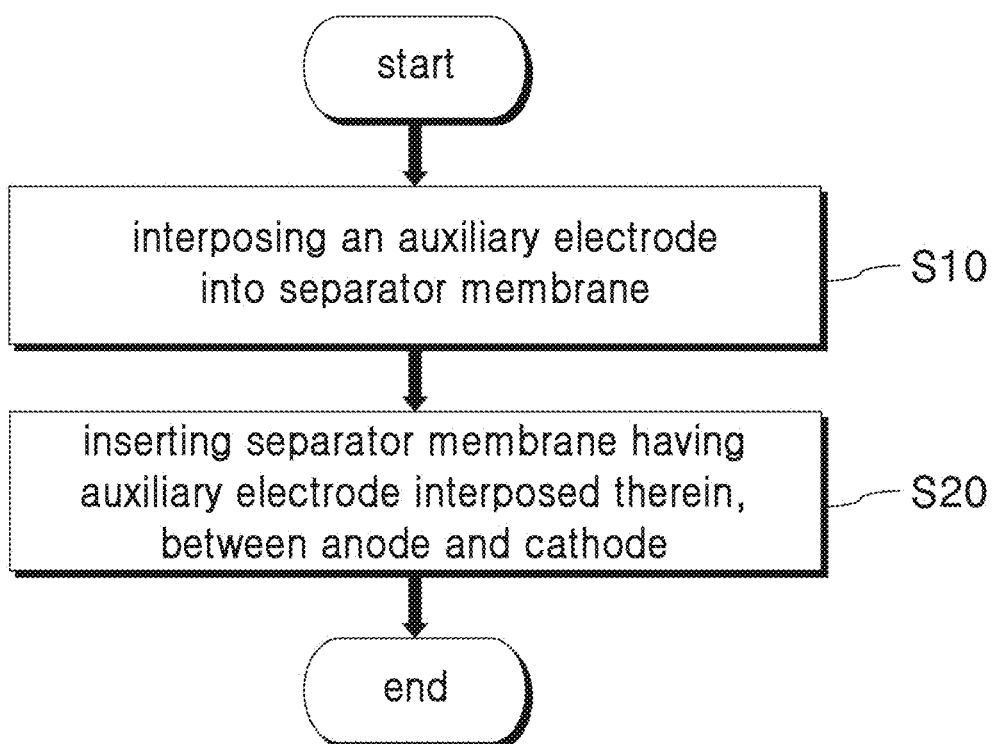 start
interposing an auxiliary electrode
into separator membrane
S10
inserting separator membrane having
auxiliary electrode interposed therein,
between anode and cathode
S20
end